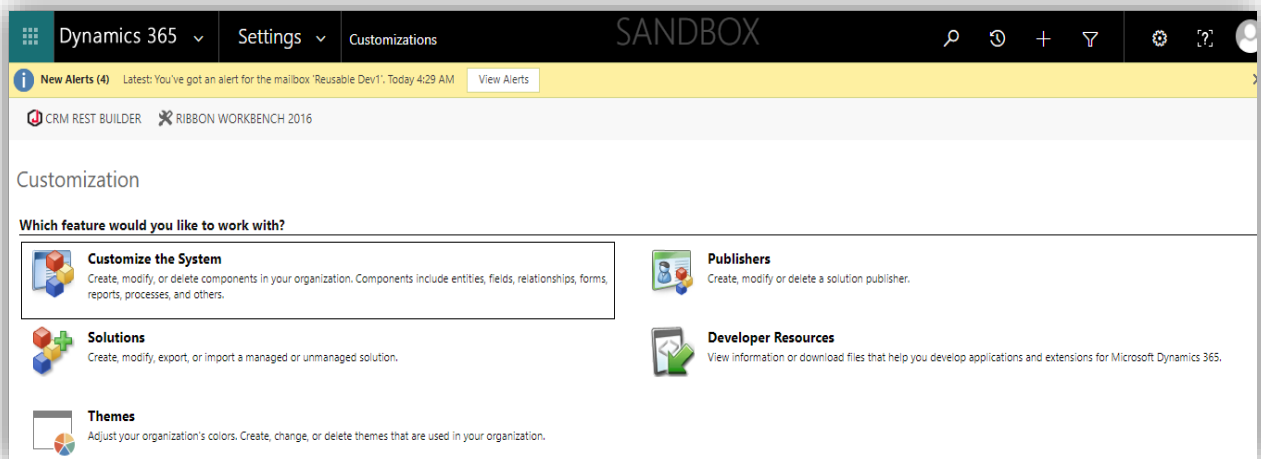 Dynamics 365 Settings Customizations SANDBOX
New Alerts (4) Latest: You've got an alert for the mailbox 'Reusable Dev1'. Today 4:29 AM View Alerts
CRM REST BUILDER RIBBON WORKBENCH 2016
Customization
Which feature would you like to work with?
Customize the System
Create, modify, or delete components in your organization. Components include entities, fields, relationships, forms,
reports, processes, and others.
Publishers
Create, modify or delete a solution publisher.
Solutions
Create, modify, export, or import a managed or unmanaged solution.
Developer Resources
View information or download files that help you develop applications and extensions for Microsoft Dynamics 365.
Themes
Adjust your organization's colors. Create, change, or delete themes that are used in your organization.